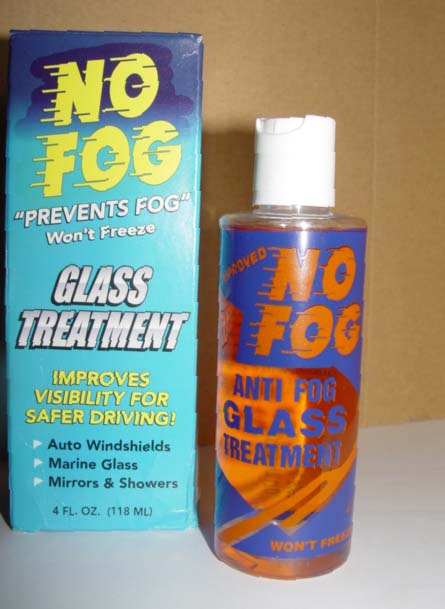 NO
FOG
"PREVENTS FOG"
Won't Freeze
GLASS
TREATMENT
IMPROVES
VISIBILITY FOR
SAFER DRIVING!
Auto Windshields
Marine Glass
Mirrors & Showers
4 FL. OZ. (118 ML)
IMPROVED
NO
FOG
ANTI FOG
GLASS
TREATMENT
WON'T FREEZE